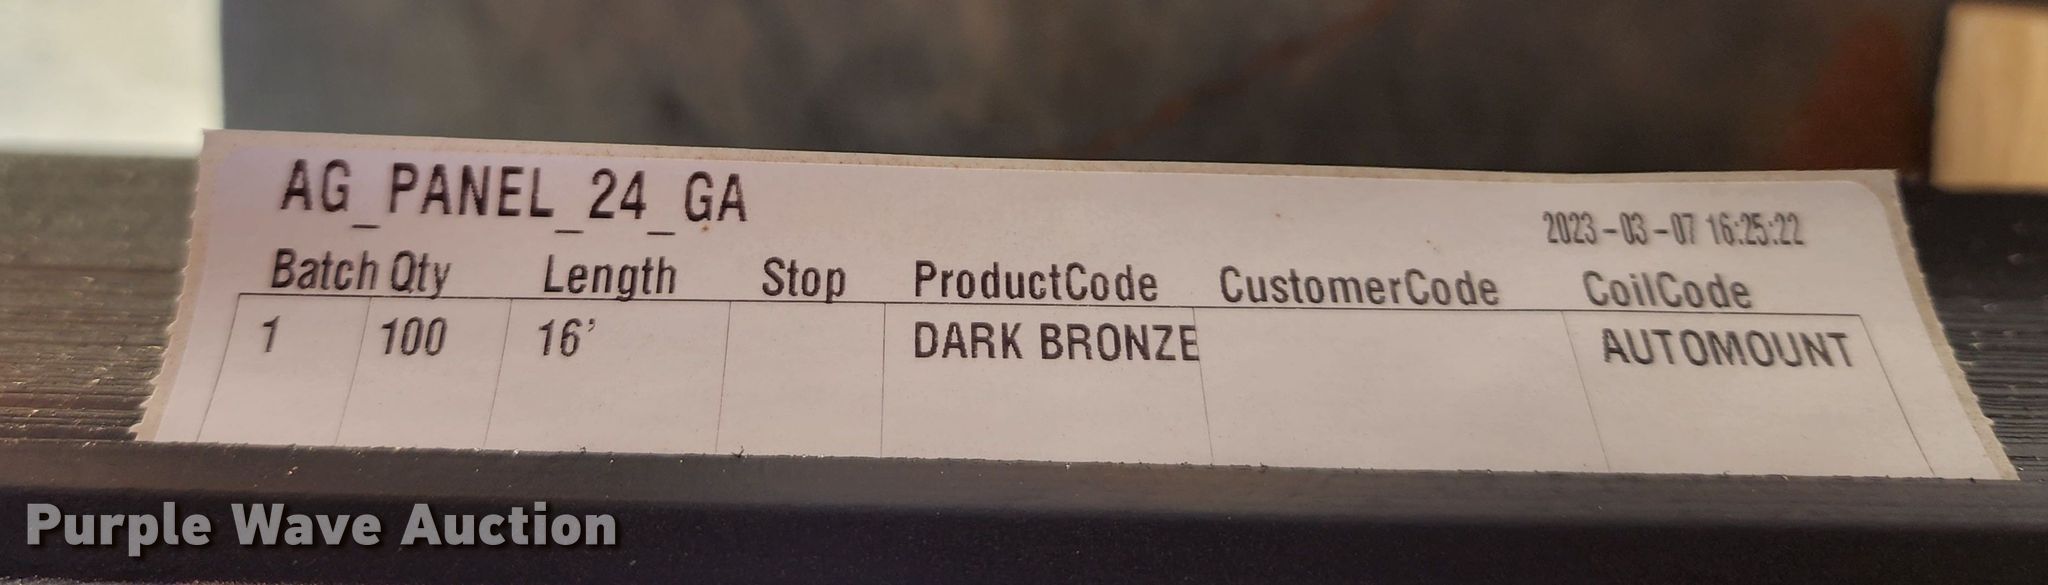 AG_PANEL_24_GA
2023-03-07 16:25:22
Batch Qty Length Stop ProductCode CustomerCode CoilCode
1 100 16' DARK BRONZE AUTOMOUNT
Purple Wave Auction